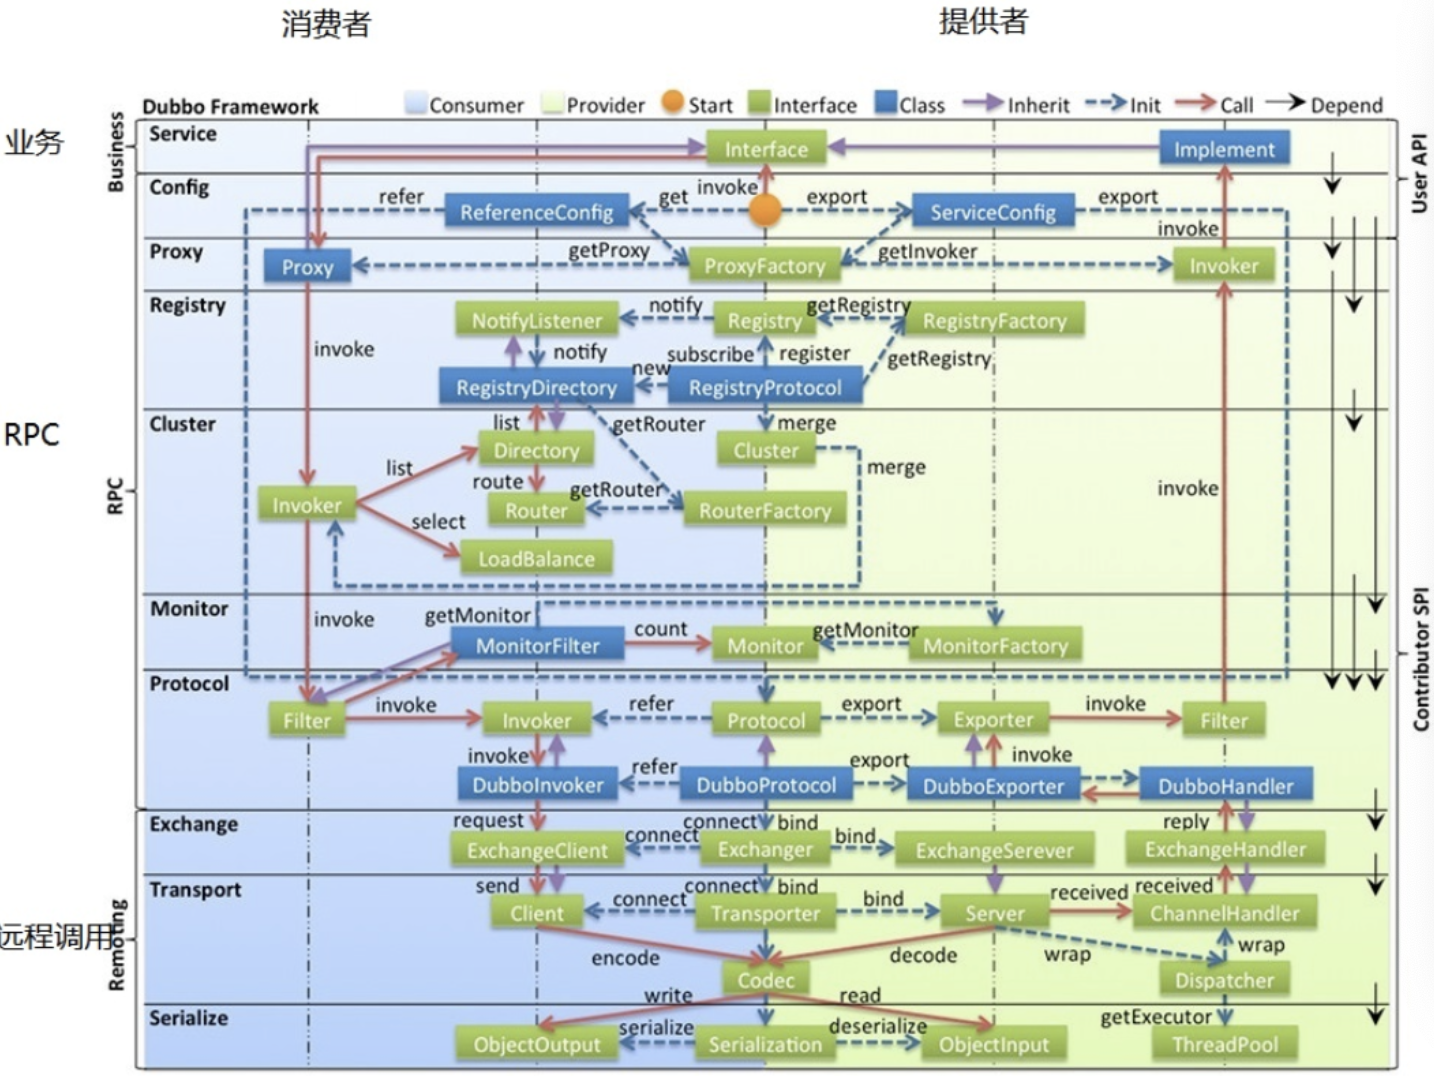 消费者
提供者
Dubbo Framework
Consumer
Provider
Start
Interface
Class
Inherit
Init
Call
Depend
业务
Business
Service
Interface
Implement
User API
Config
refer
ReferenceConfig
get
invoke
export
ServiceConfig
export
invoke
Proxy
Proxy
getProxy
ProxyFactory
getInvoker
Invoker
Registry
NotifyListener
notify
Registry
getRegistry
RegistryFactory
invoke
notify
subscribe
register
getRegistry
RegistryDirectory
new
RegistryProtocol
RPC
RPC
Cluster
list
getRouter
merge
Directory
Cluster
list
merge
route
getRouter
invoke
Invoker
Router
RouterFactory
select
LoadBalance
Contributor SPI
Monitor
invoke
getMonitor
MonitorFilter
count
Monitor
getMonitor
MonitorFactory
Protocol
Filter
invoke
Invoker
refer
Protocol
export
Exporter
invoke
Filter
invoke
refer
export
invoke
DubboInvoker
DubboProtocol
DubboExporter
DubboHandler
远程调用
Remoting
Exchange
request
connect
bind
reply
ExchangeClient
connect
Exchanger
bind
ExchangeSerever
ExchangeHandler
Transport
send
connect
bind
received
received
Client
connect
Transporter
bind
Server
ChannelHandler
encode
decode
wrap
wrap
Codec
Dispatcher
write
read
Serialize
getExecutor
ObjectOutput
serialize
Serialization
deserialize
ObjectInput
ThreadPool